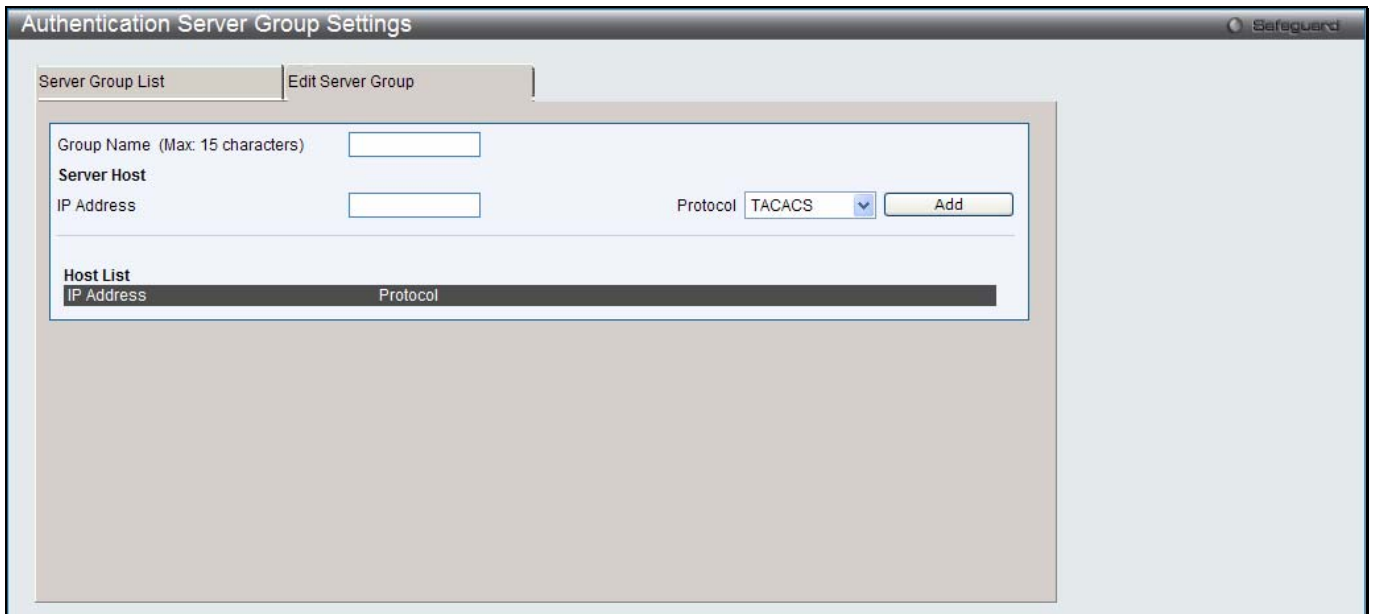 Authentication Server Group Settings
Safeguard
Server Group List
Edit Server Group
Group Name (Max: 15 characters)
Server Host
IP Address
Protocol TACACS Add
Host List
IP Address Protocol